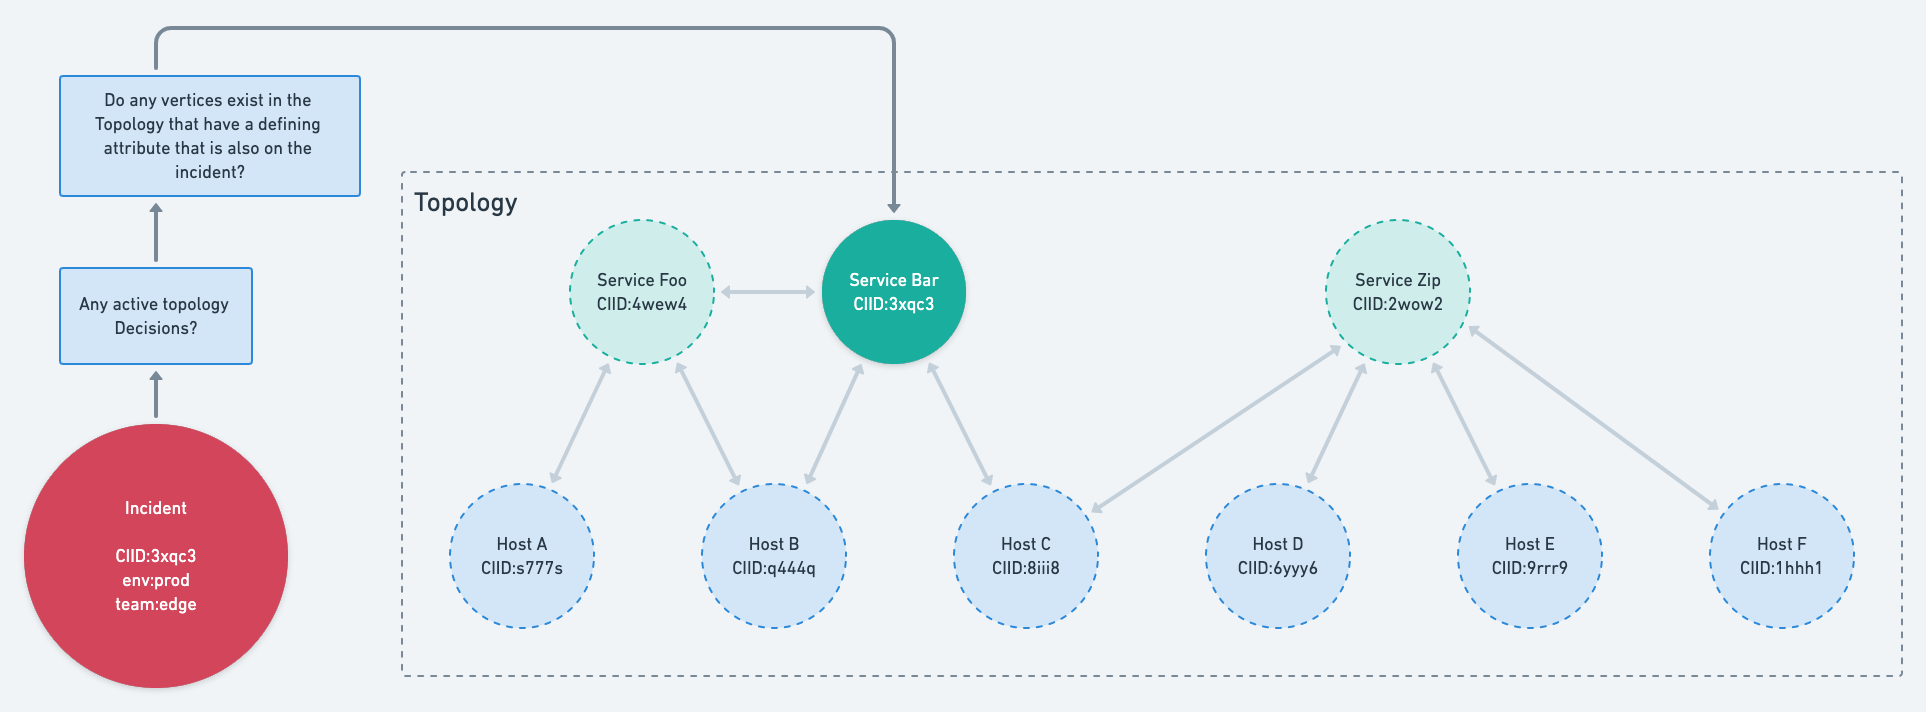 Do any vertices exist in the
Topology that have a defining
attribute that is also on the
incident?
Any active topology
Decisions?
Incident
CIID:3xqc3
env:prod
team:edge
Topology
Service Foo
CIID:4wew4
Service Bar
CIID:3xqc3
Service Zip
CIID:2wow2
Host A
CIID:s777s
Host B
CIID:q444q
Host C
CIID:8iii8
Host D
CIID:6yyy6
Host E
CIID:9rrr9
Host F
CIID:1hhh1